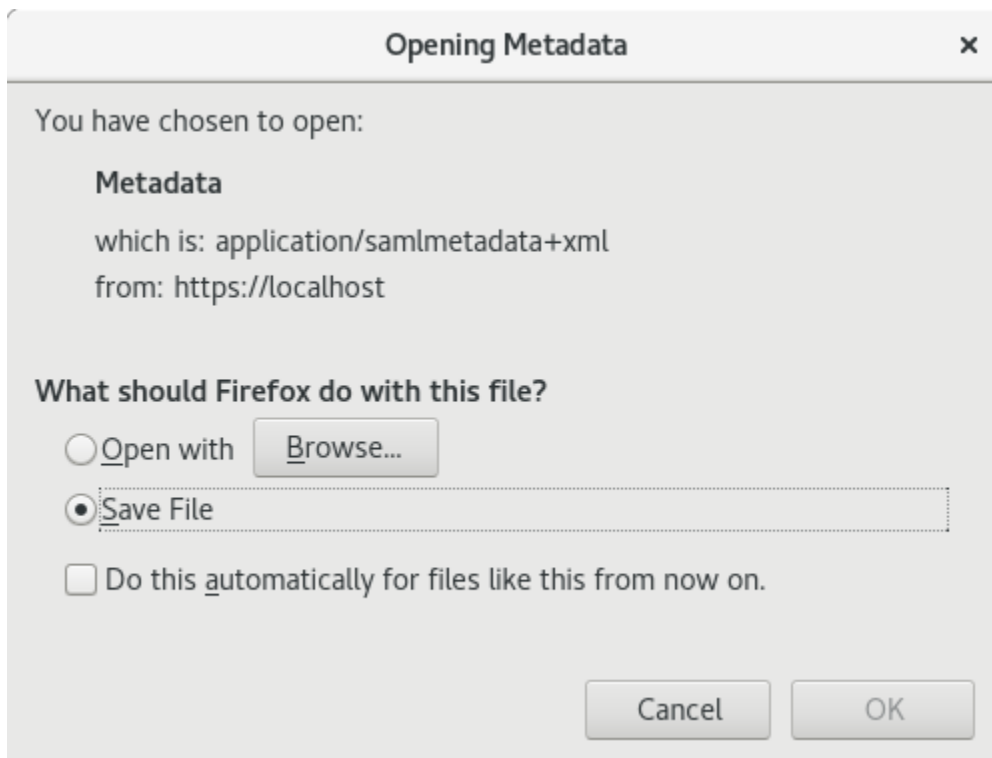 Opening Metadata
You have chosen to open:
Metadata
which is: application/samlmetadata+xml
from: https://localhost
What should Firefox do with this file?
Open with Browse...
Save File
Do this automatically for files like this from now on.
Cancel OK